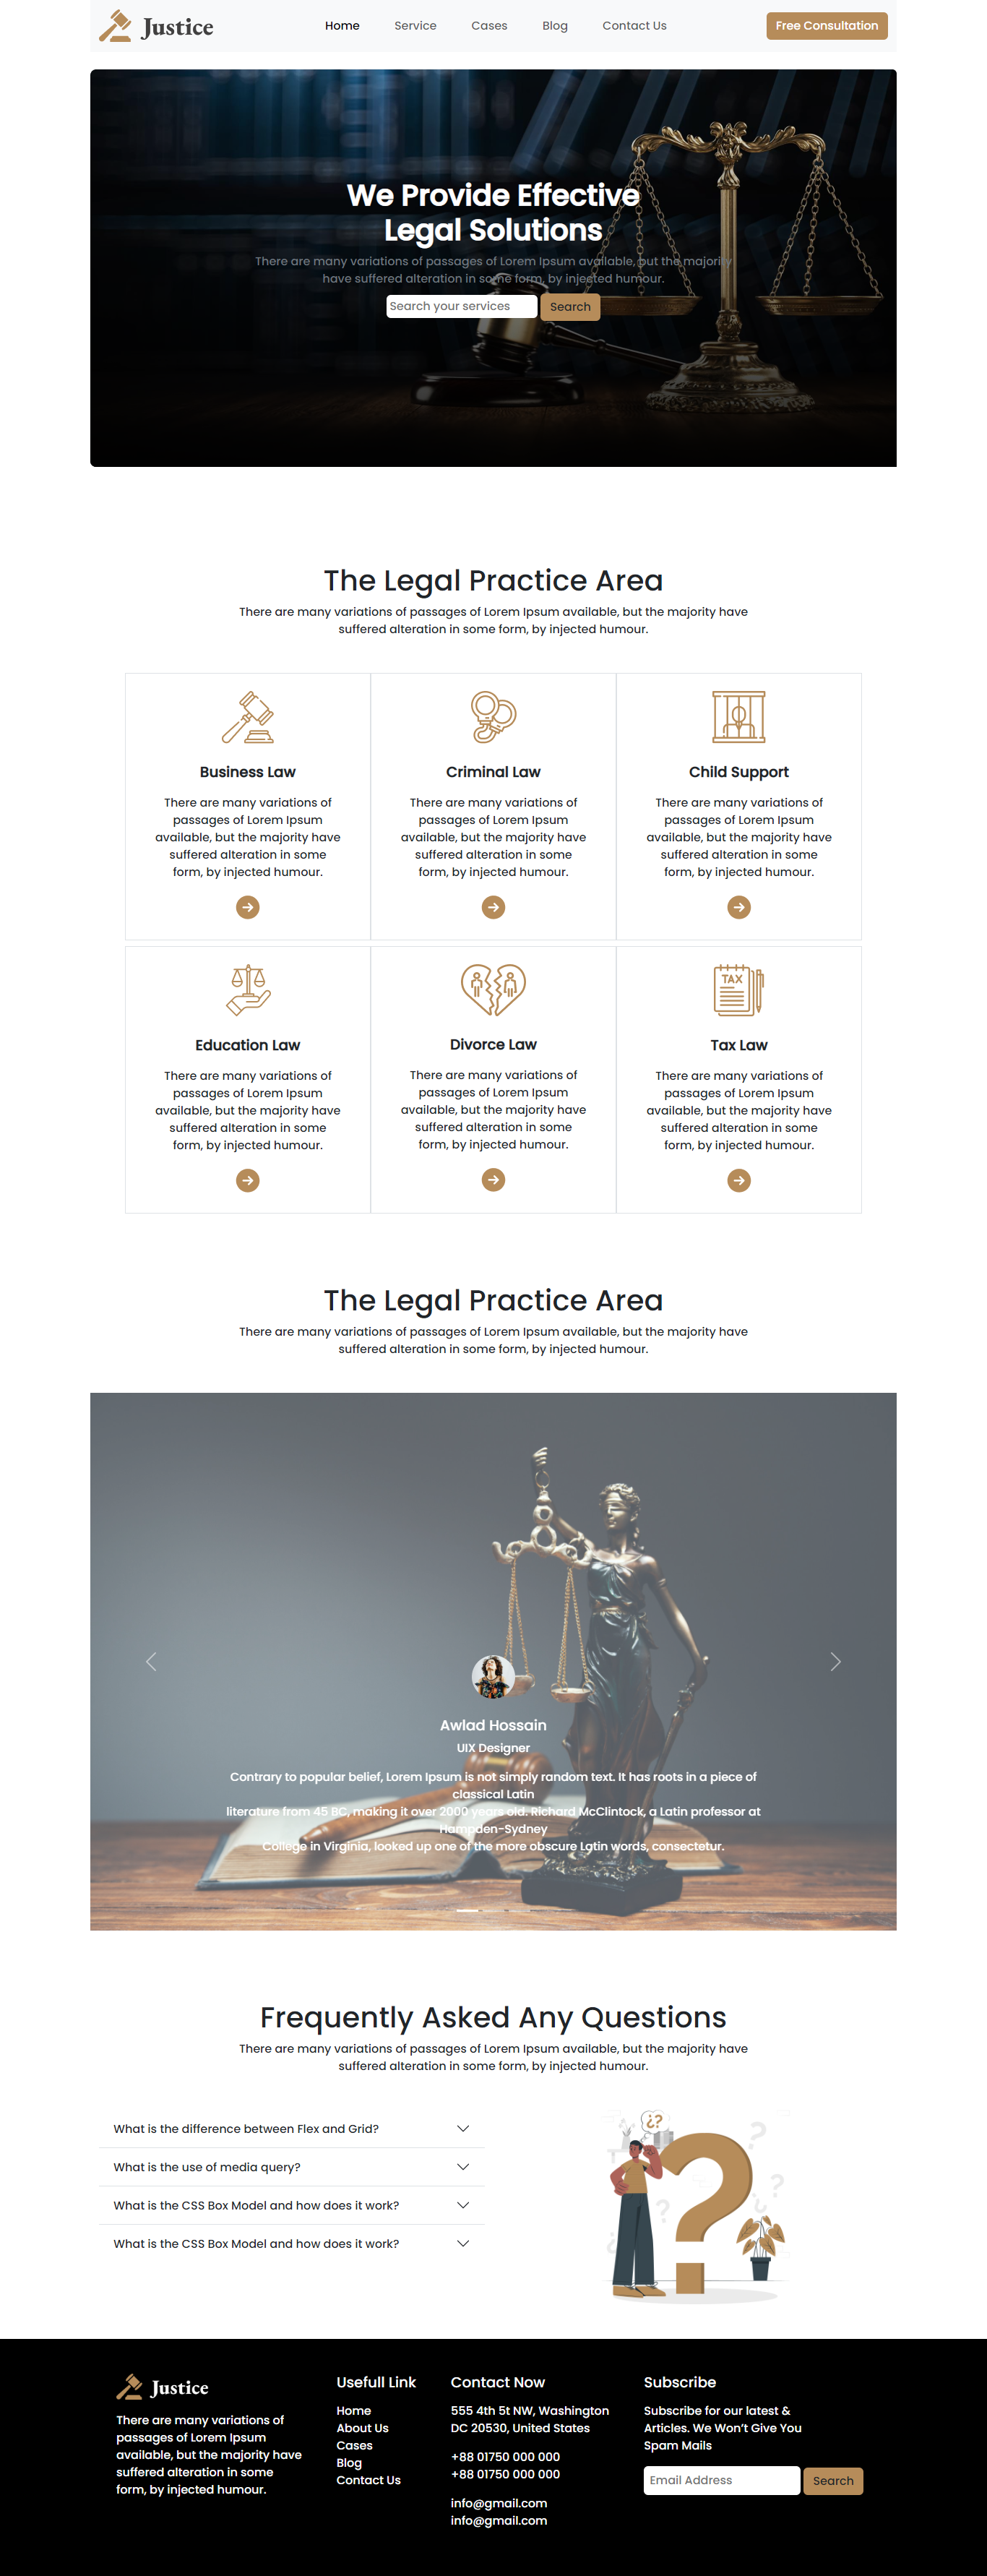 Justice
Home
Service
Cases
Blog
Contact Us
Free Consultation
We Provide Effective
Legal Solutions
There are many variations of passages of Lorem Ipsum available, but the majority
have suffered alteration in some form, by injected humour.
Search your services
Search
The Legal Practice Area
There are many variations of passages of Lorem Ipsum available, but the majority have
suffered alteration in some form, by injected humour.
Business Law
There are many variations of
passages of Lorem Ipsum
available, but the majority have
suffered alteration in some
form, by injected humour.
Criminal Law
There are many variations of
passages of Lorem Ipsum
available, but the majority have
suffered alteration in some
form, by injected humour.
Child Support
There are many variations of
passages of Lorem Ipsum
available, but the majority have
suffered alteration in some
form, by injected humour.
Education Law
There are many variations of
passages of Lorem Ipsum
available, but the majority have
suffered alteration in some
form, by injected humour.
Divorce Law
There are many variations of
passages of Lorem Ipsum
available, but the majority have
suffered alteration in some
form, by injected humour.
TAX
Tax Law
There are many variations of
passages of Lorem Ipsum
available, but the majority have
suffered alteration in some
form, by injected humour.
The Legal Practice Area
There are many variations of passages of Lorem Ipsum available, but the majority have
suffered alteration in some form, by injected humour.
Awlad Hossain
UIX Designer
Contrary to popular belief, Lorem Ipsum is not simply random text. It has roots in a piece of
classical Latin
literature from 45 BC, making it over 2000 years old. Richard McClintock, a Latin professor at
Hampden-Sydney
College in Virginia, looked up one of the more obscure Latin words, consectetur.
Frequently Asked Any Questions
There are many variations of passages of Lorem Ipsum available, but the majority have
suffered alteration in some form, by injected humour.
What is the difference between Flex and Grid?
What is the use of media query?
What is the CSS Box Model and how does it work?
What is the CSS Box Model and how does it work?
¿?
?
Justice
There are many variations of
passages of Lorem Ipsum
available, but the majority have
suffered alteration in some
form, by injected humour.
Usefull Link
Home
About Us
Cases
Blog
Contact Us
Contact Now
555 4th 5t NW, Washington
DC 20530, United States
+88 01750 000 000
+88 01750 000 000
info@gmail.com
info@gmail.com
Subscribe
Subscribe for our latest &
Articles. We Won’t Give You
Spam Mails
Email Address
Search